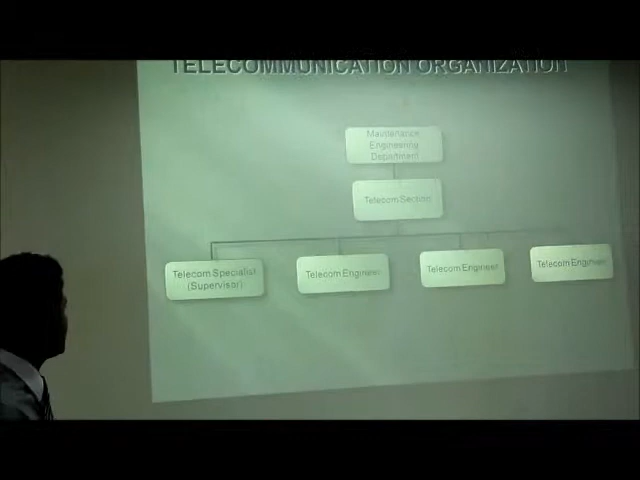 TELECOMMUNICATION ORGANIZATION
Maintenance
Engineering
Department
Telecom Section
Telecom Specialist
(Supervisor)
Telecom Engineer
Telecom Engineer
Telecom Engineer